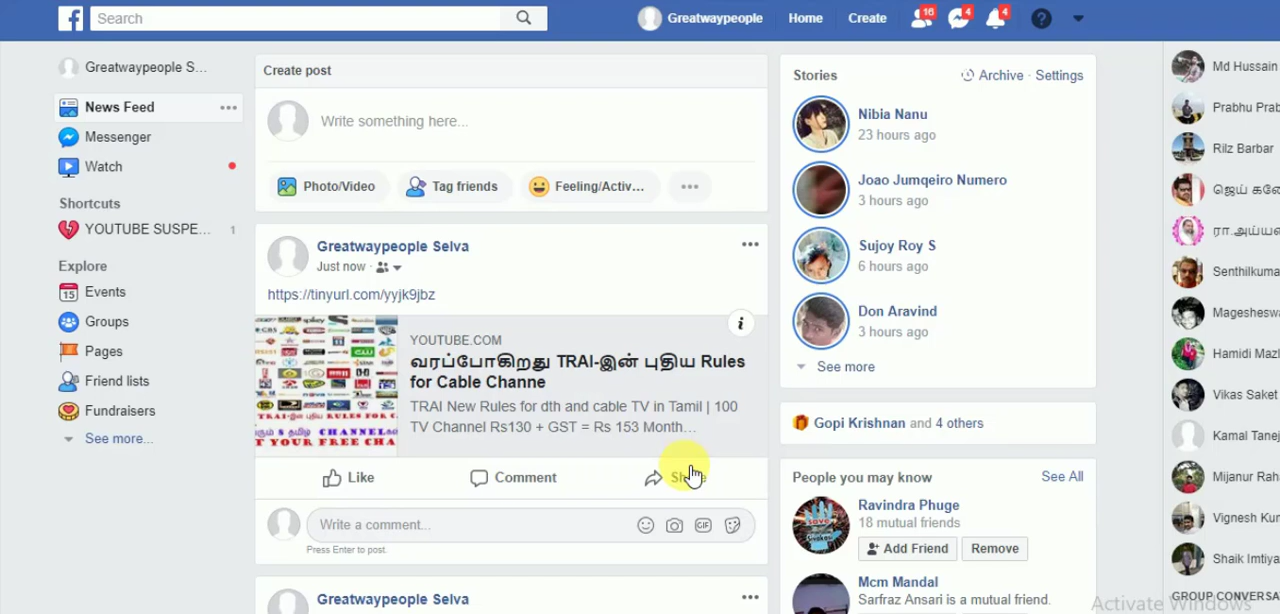 f
Search
Greatwaypeople
Home
Create
16
4
4
Greatwaypeople S...
News Feed
Messenger
Watch
Shortcuts
YOUTUBE SUSPE... 1
Explore
15 Events
Groups
Pages
Friend lists
Fundraisers
See more...
Create post
Write something here...
Photo/Video
Tag friends
Feeling/Activ...
Greatwaypeople Selva
Just now
https://tinyurl.com/yyjk9jbz
YOUTUBE.COM
வரப்போகிறது TRAI-இன் புதிய Rules
for Cable Channe
TRAI New Rules for dth and cable TV in Tamil | 100
TV Channel Rs130 + GST = Rs 153 Month...
Like
Comment
Write a comment...
GIF
Press Enter to post.
Greatwaypeople Selva
Stories
Archive · Settings
Nibia Nanu
23 hours ago
Joao Jumqeiro Numero
3 hours ago
Sujoy Roy S
6 hours ago
Don Aravind
3 hours ago
See more
Gopi Krishnan and 4 others
People you may know
See All
Ravindra Phuge
18 mutual friends
Add Friend
Remove
Mcm Mandal
Sarfraz Ansari is a mutual friend.
Md Hussain
Prabhu
Rilz Barbar
ஜெய்
Senthilkuma
Hamidi
Vikas Saket
Kamal
Mijanur
Vignesh
Shaik
GROUP
Activate Windows